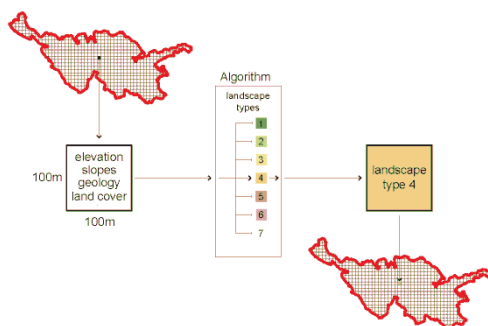 Algorithm
landscape
types
1
2
3
4
5
6
7
elevation
slopes
geology
land cover
100m
100m
landscape
type 4